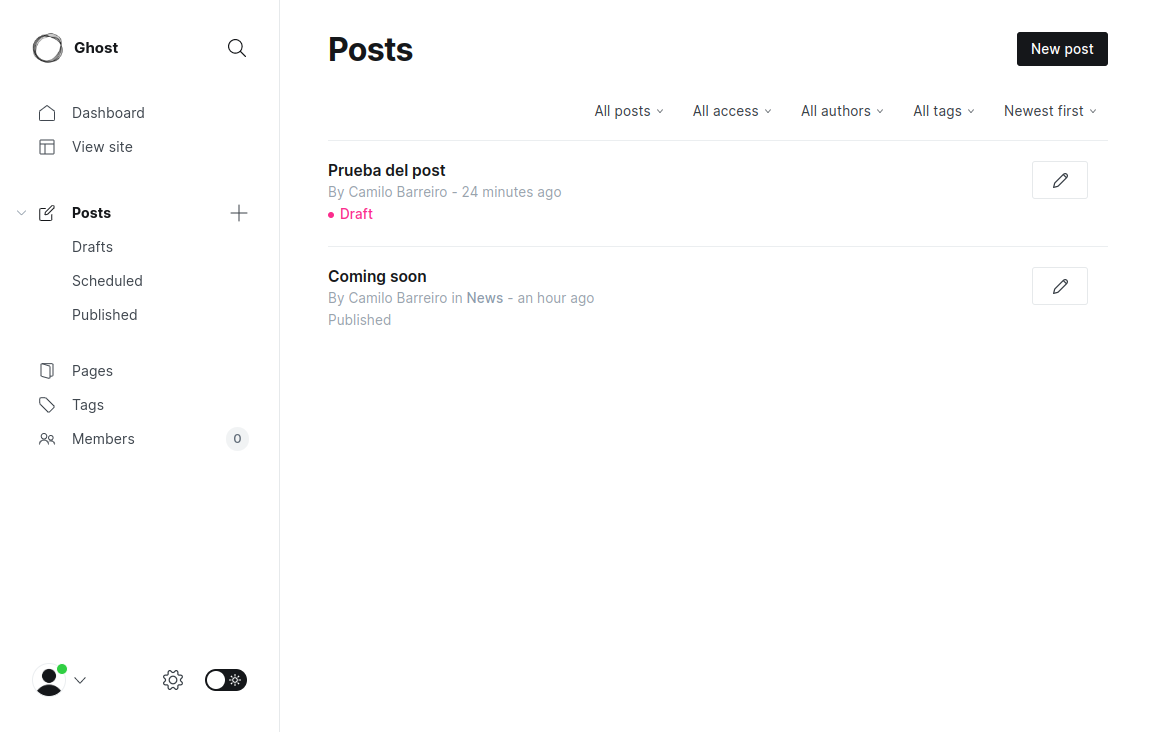 Ghost
Dashboard
View site
Posts
Drafts
Scheduled
Published
Pages
Tags
Members 0
Posts
New post
All posts All access All authors All tags Newest first
Prueba del post
By Camilo Barreiro - 24 minutes ago
Draft
Coming soon
By Camilo Barreiro in News - an hour ago
Published